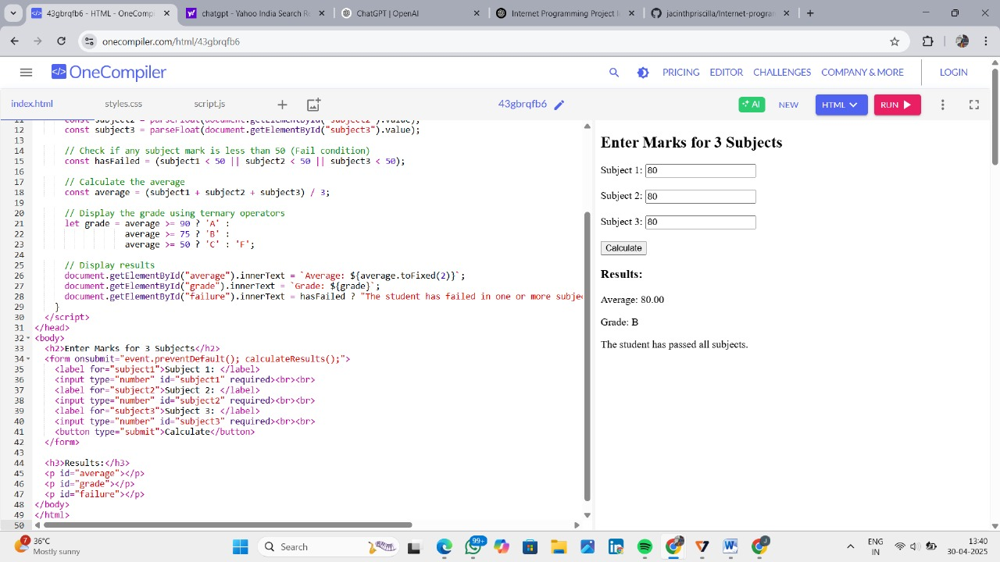 J39gbrqfb6 - HTML - OneCompi
chatgpt - Yahoo India Search R
ChatGPT | OpenAI
Internet Programming Project L
jacinthpriscilla/Internet-progra
onecompiler.com/html/43gbrqfb6
OneCompiler
PRICING EDITOR CHALLENGES COMPANY & MORE LOGIN
index.html styles.css script.js 43gbrqfb6 AI NEW HTML RUN
11 const subject2 = parseFloat(document.getElementById("subject2").value);
12 const subject3 = parseFloat(document.getElementById("subject3").value);
13
14 // Check if any subject mark is less than 50 (Fail condition)
15 const hasFailed = (subject1 < 50 || subject2 < 50 || subject3 < 50);
16
17 // Calculate the average
18 const average = (subject1 + subject2 + subject3) / 3;
19
20 // Display the grade using ternary operators
21 let grade = average >= 90 ? 'A' :
22 average >= 75 ? 'B' :
23 average >= 50 ? 'C' : 'F';
24
25 // Display results
26 document.getElementById("average").innerText = `Average: ${average.toFixed(2)}`;
27 document.getElementById("grade").innerText = `Grade: ${grade}`;
28 document.getElementById("failure").innerText = hasFailed ? "The student has failed in one or more subje
29 }
30 </script>
31 </head>
32 <body>
33 <h2>Enter Marks for 3 Subjects</h2>
34 <form onsubmit="event.preventDefault(); calculateResults();">
35 <label for="subject1">Subject 1: </label>
36 <input type="number" id="subject1" required><br><br>
37 <label for="subject2">Subject 2: </label>
38 <input type="number" id="subject2" required><br><br>
39 <label for="subject3">Subject 3: </label>
40 <input type="number" id="subject3" required><br><br>
41 <button type="submit">Calculate</button>
42 </form>
43
44 <h3>Results:</h3>
45 <p id="average"></p>
46 <p id="grade"></p>
47 <p id="failure"></p>
48 </body>
49 </html>
50
Enter Marks for 3 Subjects
Subject 1: 80
Subject 2: 80
Subject 3: 80
Calculate
Results:
Average: 80.00
Grade: B
The student has passed all subjects.
7
36°C
Mostly sunny
Search
99+
J
ENG
IN
13:40
30-04-2025